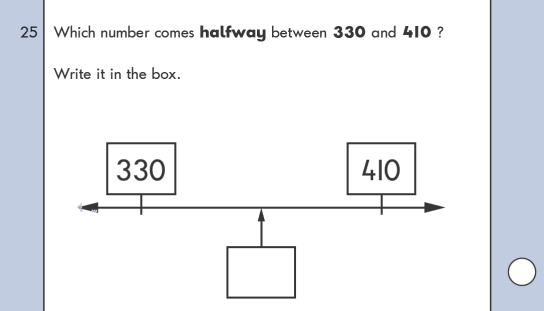 25 Which number comes halfway between 330 and 410 ?
Write it in the box.
330 410